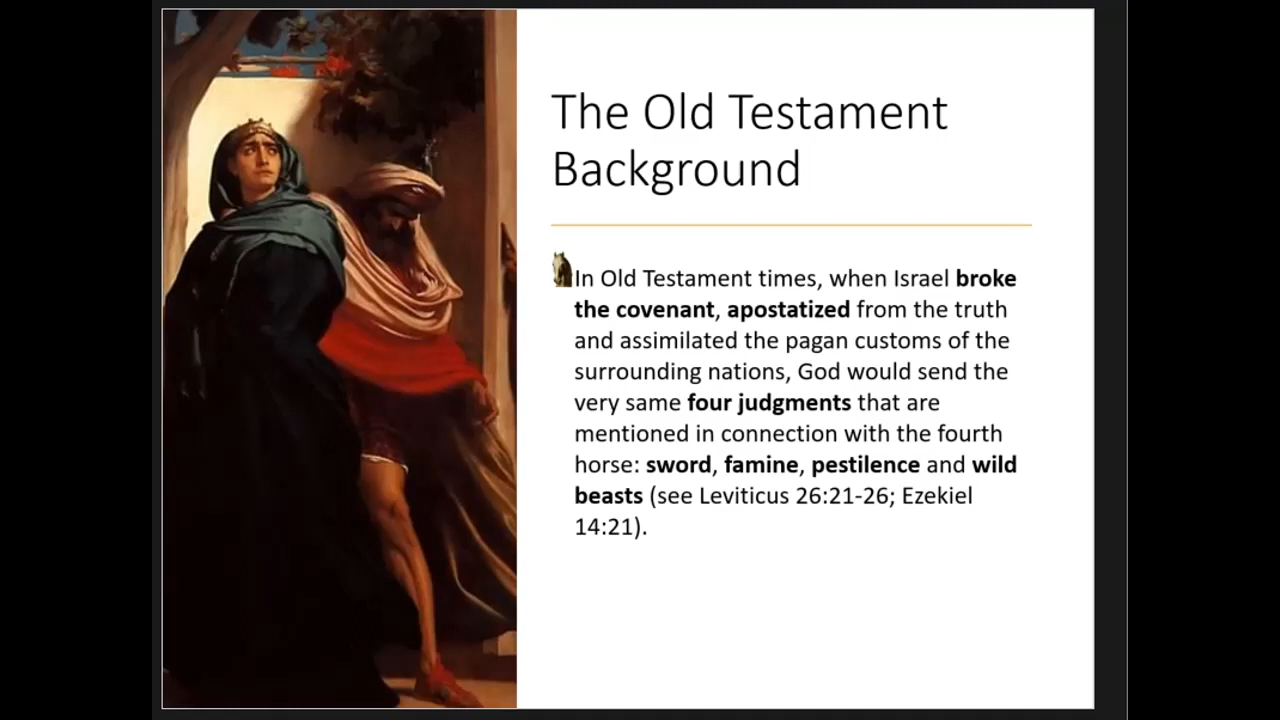 The Old Testament
Background
In Old Testament times, when Israel broke
the covenant, apostatized from the truth
and assimilated the pagan customs of the
surrounding nations, God would send the
very same four judgments that are
mentioned in connection with the fourth
horse: sword, famine, pestilence and wild
beasts (see Leviticus 26:21-26; Ezekiel
14:21).